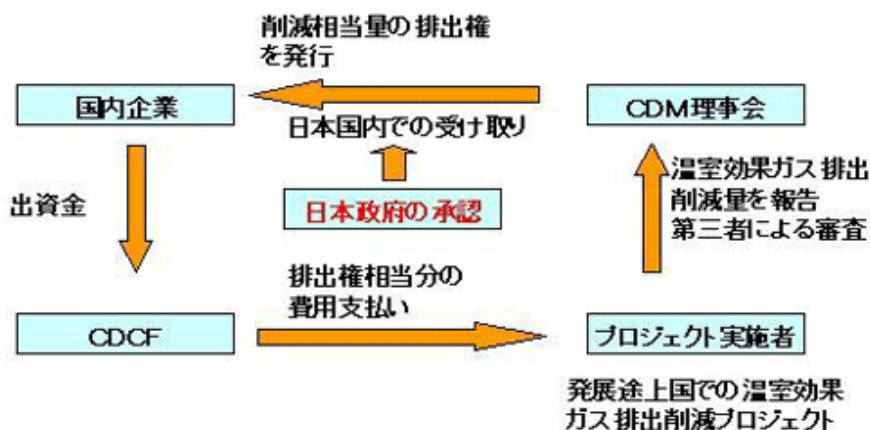 削減相当量の排出権
を発行
国内企業
CDM理事会
日本国内での受け取り
出資金
日本政府の承認
温室効果ガス排出
削減量を報告
第三者による審査
排出権相当分の
費用支払い
CDCF
プロジェクト実施者
発展途上国での温室効果
ガス排出削減プロジェクト